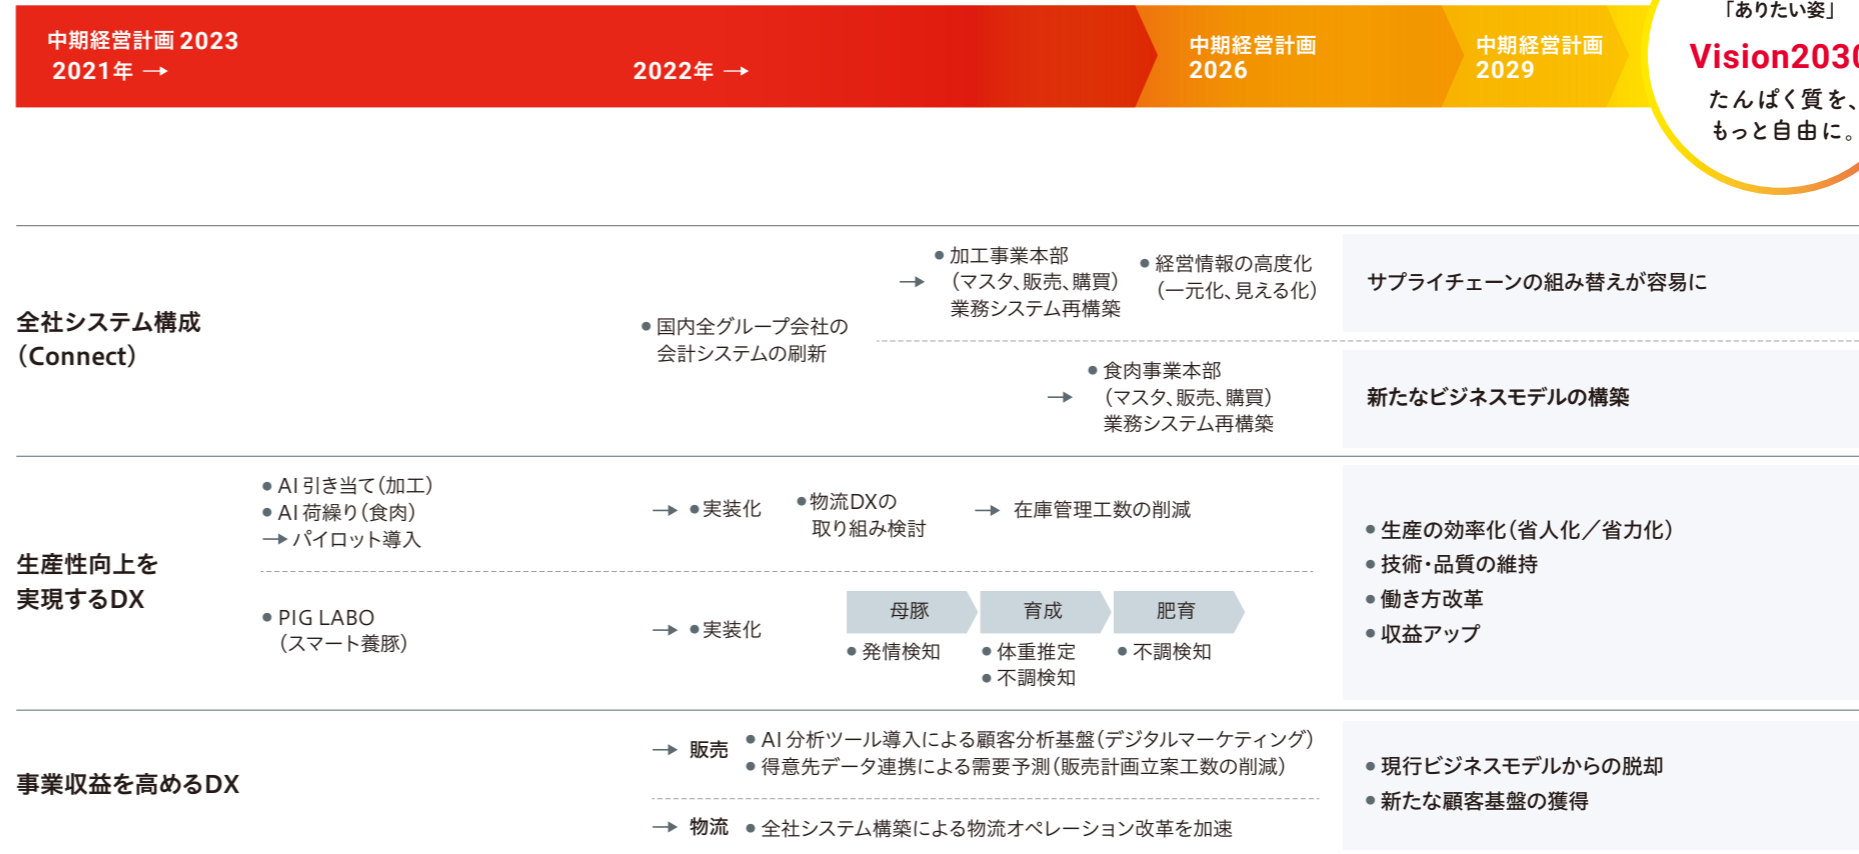 中期経営計画 2023
2021年 →
2022年 →
中期経営計画
2026
中期経営計画
2029
「ありたい姿」
Vision2030
たんぱく質を、
もっと自由に。
全社システム構成
（Connect）
● 国内全グループ会社の
会計システムの刷新
→ ● 加工事業本部
（マスタ、販売、購買）
業務システム再構築
● 経営情報の高度化
（一元化、見える化）
サプライチェーンの組み替えが容易に
→ ● 食肉事業本部
（マスタ、販売、購買）
業務システム再構築
新たなビジネスモデルの構築
生産性向上を
実現するDX
● AI 引き当て（加工）
● AI 荷繰り（食肉）
→ パイロット導入
→ ● 実装化
● 物流DXの
取り組み検討
→ 在庫管理工数の削減
● PIG LABO
（スマート養豚）
→ ● 実装化
母豚
● 発情検知
育成
● 体重推定
● 不調検知
肥育
● 不調検知
● 生産の効率化（省人化／省力化）
● 技術・品質の維持
● 働き方改革
● 収益アップ
事業収益を高めるDX
→ 販売
● AI 分析ツール導入による顧客分析基盤（デジタルマーケティング）
● 得意先データ連携による需要予測（販売計画立案工数の削減）
→ 物流 ● 全社システム構築による物流オペレーション改革を加速
● 現行ビジネスモデルからの脱却
● 新たな顧客基盤の獲得